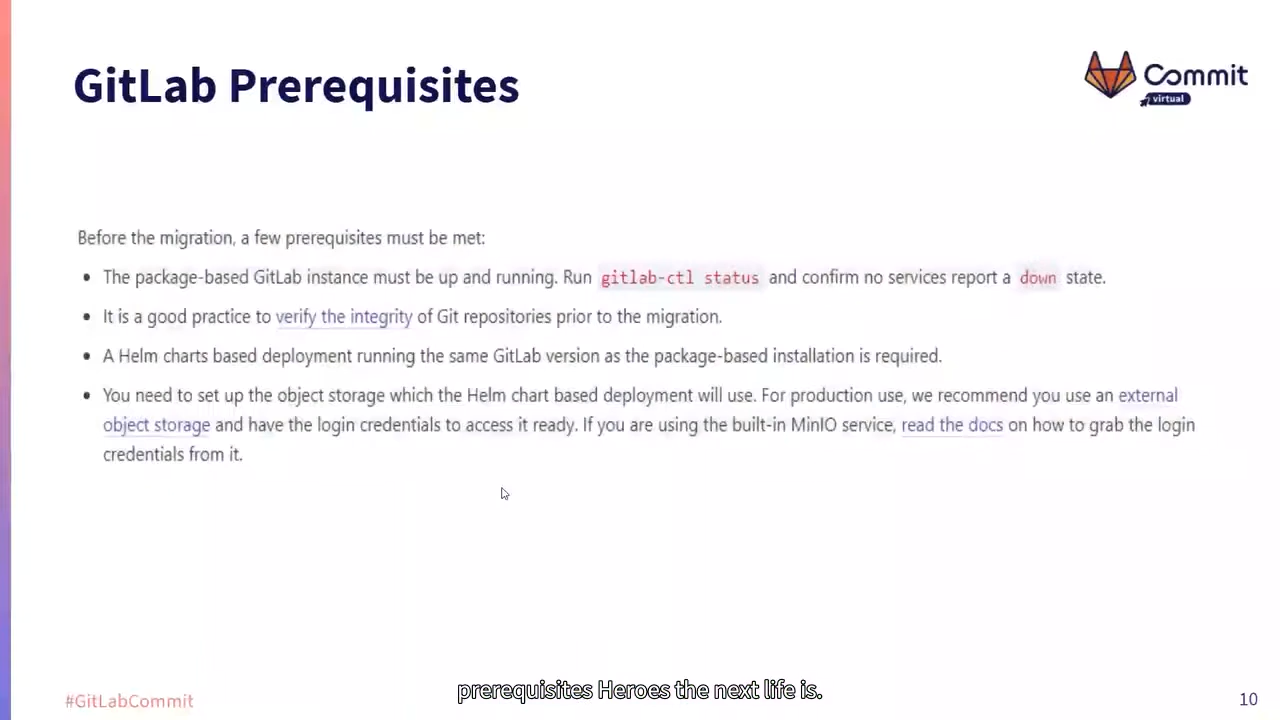 GitLab Prerequisites
Commit
virtual
Before the migration, a few prerequisites must be met:
• The package-based GitLab instance must be up and running. Run gitlab-ctl status and confirm no services report a down state.
• It is a good practice to verify the integrity of Git repositories prior to the migration.
• A Helm charts based deployment running the same GitLab version as the package-based installation is required.
• You need to set up the object storage which the Helm chart based deployment will use. For production use, we recommend you use an external
object storage and have the login credentials to access it ready. If you are using the built-in MinIO service, read the docs on how to grab the login
credentials from it.
prerequisites Heroes the next life is.
#GitLabCommit
10